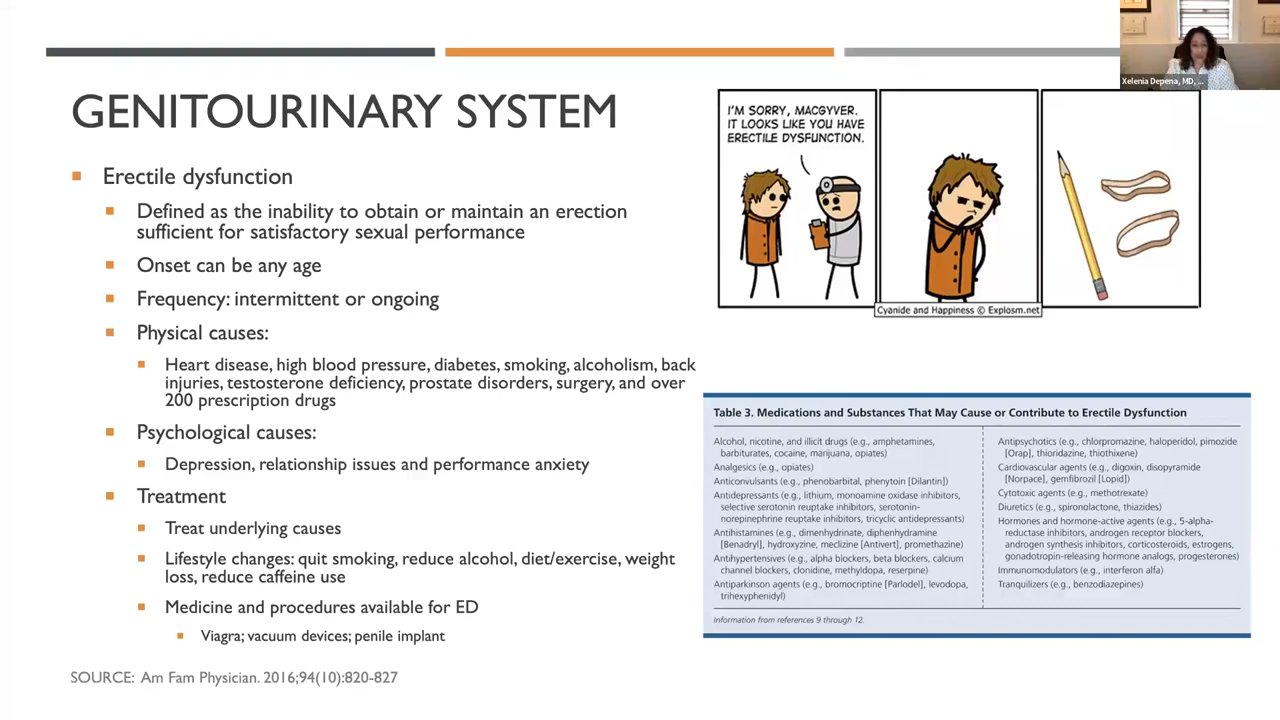 Xelenia Depena, MD, ...
GENITOURINARY SYSTEM
Erectile dysfunction
Defined as the inability to obtain or maintain an erection
sufficient for satisfactory sexual performance
Onset can be any age
Frequency: intermittent or ongoing
Physical causes:
Heart disease, high blood pressure, diabetes, smoking, alcoholism, back
injuries, testosterone deficiency, prostate disorders, surgery, and over
200 prescription drugs
Psychological causes:
Depression, relationship issues and performance anxiety
Treatment
Treat underlying causes
Lifestyle changes: quit smoking, reduce alcohol, diet/exercise, weight
loss, reduce caffeine use
Medicine and procedures available for ED
Viagra; vacuum devices; penile implant
SOURCE: Am Fam Physician. 2016;94(10):820-827
I'M SORRY, MACGYVER.
IT LOOKS LIKE YOU HAVE
ERECTILE DYSFUNCTION.
Cyanide and Happiness © Explosm.net
Table 3. Medications and Substances That May Cause or Contribute to Erectile Dysfunction
Alcohol, nicotine, and illicit drugs (e.g., amphetamines,
barbiturates, cocaine, marijuana, opiates)
Analgesics (e.g., opiates)
Anticonvulsants (e.g., phenobarbital, phenytoin [Dilantin])
Antidepressants (e.g., lithium, monoamine oxidase inhibitors,
selective serotonin reuptake inhibitors, serotonin-
norepinephrine reuptake inhibitors, tricyclic antidepressants)
Antihistamines (e.g., dimenhydrinate, diphenhydramine
[Benadryl], hydroxyzine, meclizine [Antivert], promethazine)
Antihypertensives (e.g., alpha blockers, beta blockers, calcium
channel blockers, clonidine, methyldopa, reserpine)
Antiparkinson agents (e.g., bromocriptine [Parlodel], levodopa,
trihexyphenidyl)
Antipsychotics (e.g., chlorpromazine, haloperidol, pimozide
[Orap], thioridazine, thiothixene)
Cardiovascular agents (e.g., digoxin, disopyramide
[Norpace], gemfibrozil [Lopid])
Cytotoxic agents (e.g., methotrexate)
Diuretics (e.g., spironolactone, thiazides)
Hormones and hormone-active agents (e.g., 5-alpha-
reductase inhibitors, androgen receptor blockers,
androgen synthesis inhibitors, corticosteroids, estrogens,
gonadotropin-releasing hormone analogs, progesterones)
Immunomodulators (e.g., interferon alfa)
Tranquilizers (e.g., benzodiazepines)
Information from references 9 through 12.